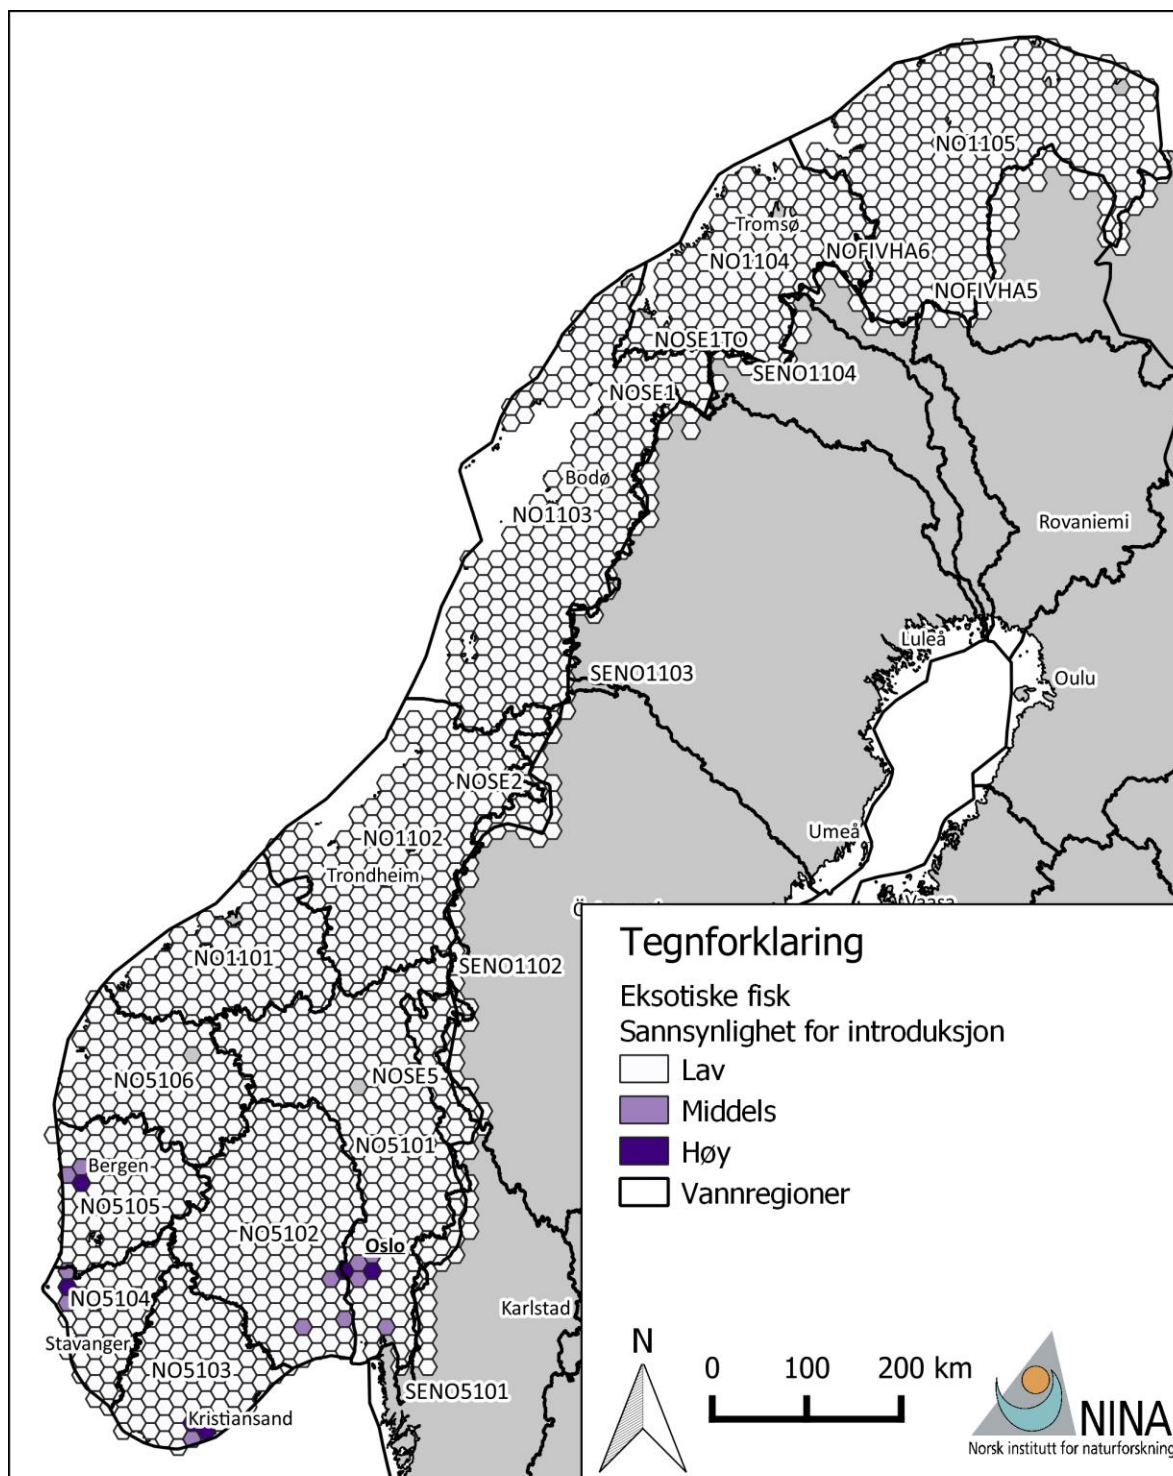 NO1105
Tromsø
NO1104
NOFIVHA6
NOFIVHA5
NOSE1TO
SENO1104
NOSE1
Bodø
NO1103
Rovaniemi
Luleå
SENO1103
Oulu
NOSE2
NO1102
Umeå
Trondheim
Vaasa
NO1101
SENO1102
NO5106
NOSE5
NO5101
Bergen
NO5105
NO5102
Oslo
NO5104
Karlstad
Stavanger
NO5103
SENO5101
Kristiansand
Tegnforklaring
Eksotiske fisk
Sannsynlighet for introduksjon
Lav
Middels
Høy
Vannregioner
N
0 100 200 km
NINA
Norsk institutt for naturforskning